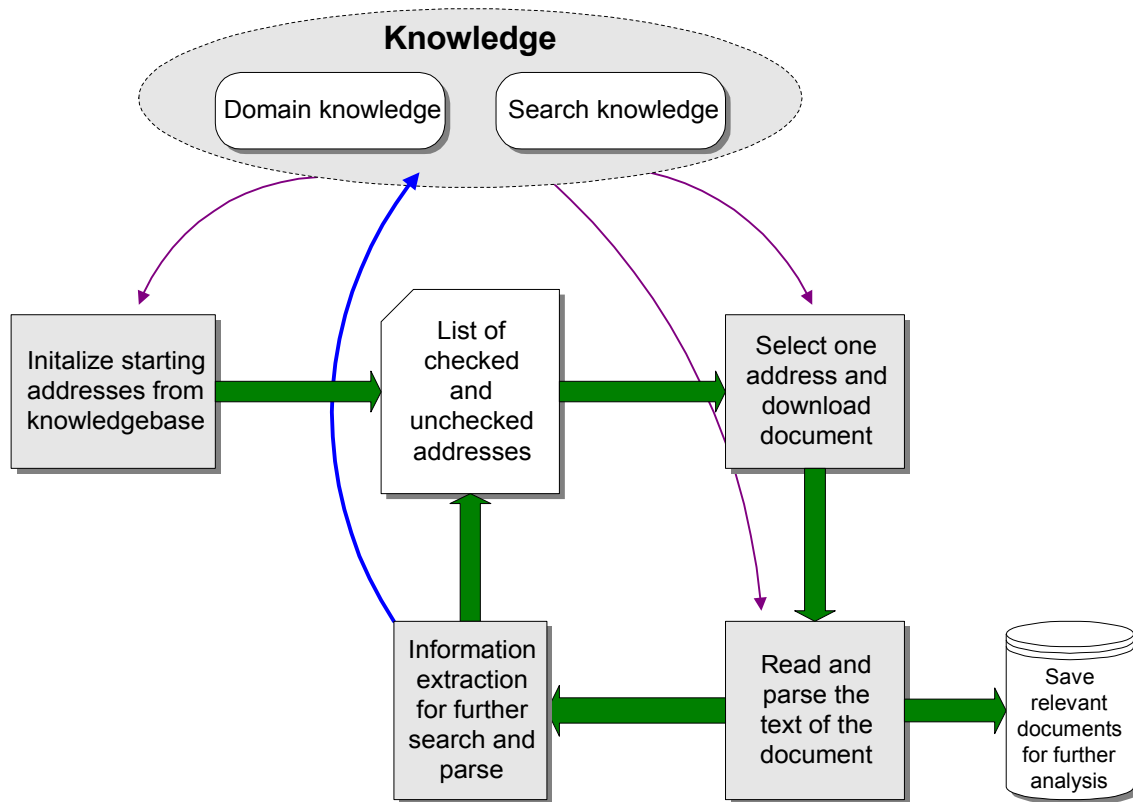 Knowledge
Domain knowledge
Search knowledge
Initalize starting
addresses from
knowledgebase
List of
checked
and
unchecked
addresses
Select one
address and
download
document
Information
extraction
for further
search and
parse
Read and
parse the
text of the
document
Save
relevant
documents
for further
analysis